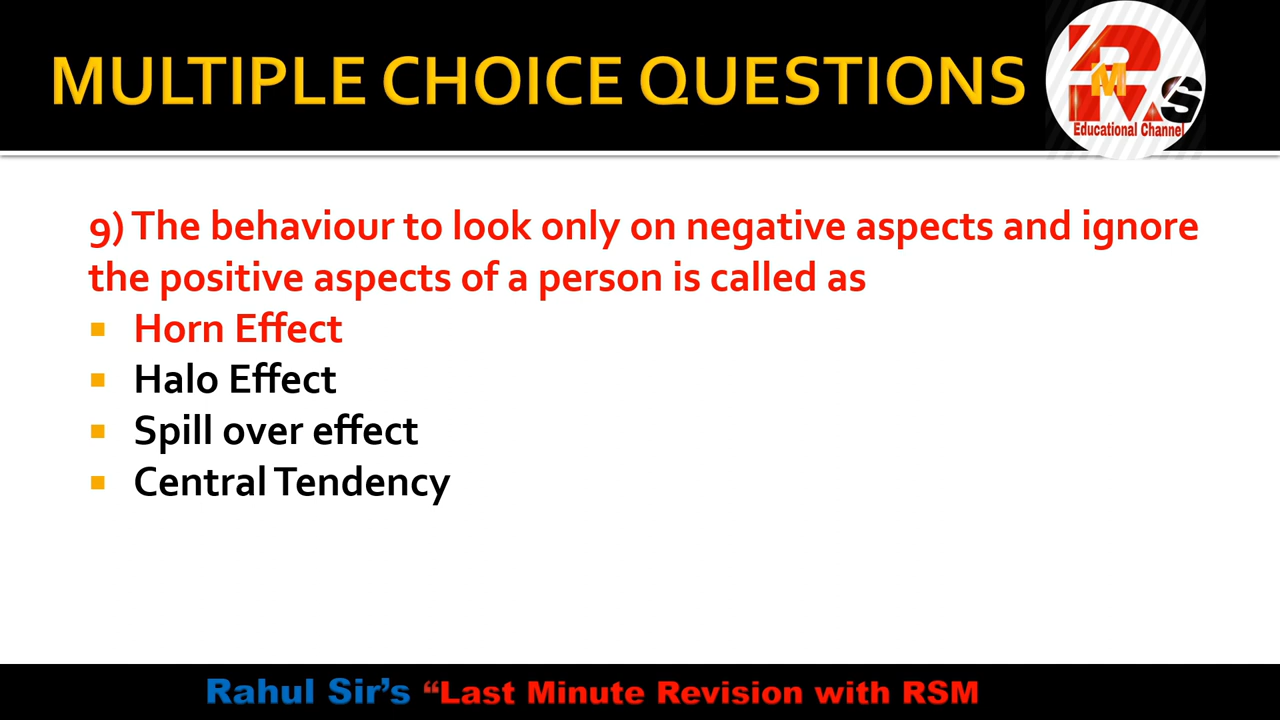 MULTIPLE CHOICE QUESTIONS
RMS
Educational Channel
9) The behaviour to look only on negative aspects and ignore
the positive aspects of a person is called as
Horn Effect
Halo Effect
Spill over effect
Central Tendency
Rahul Sir's "Last Minute Revision with RSM